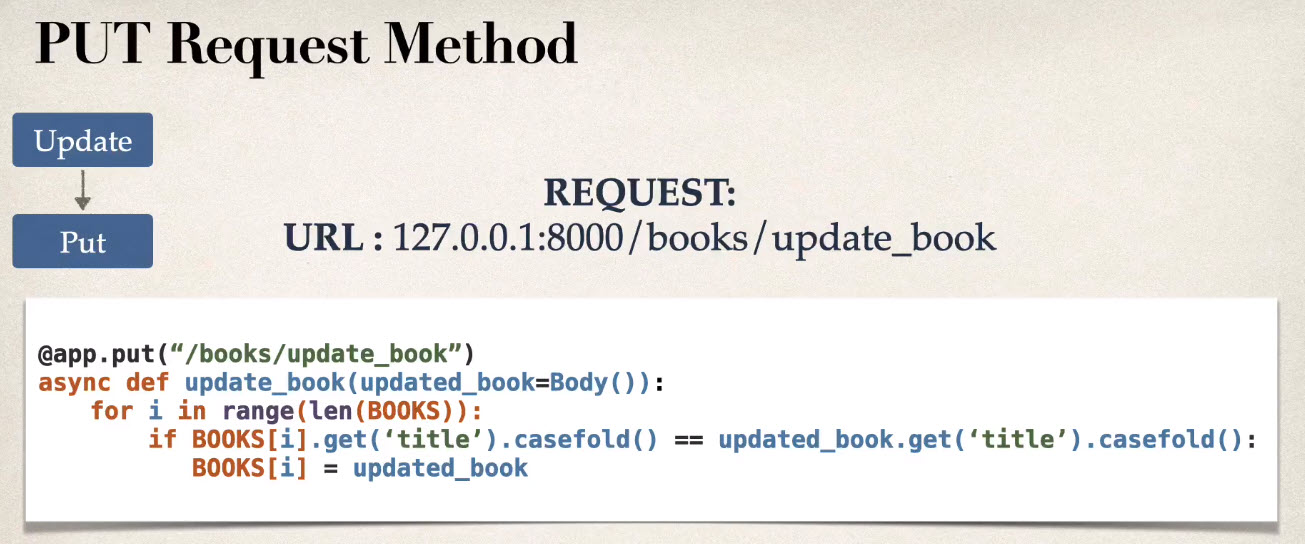 PUT Request Method
Update
Put
REQUEST:
URL : 127.0.0.1:8000/books/update_book
@app.put(“/books/update_book”)
async def update_book(updated_book=Body()):
    for i in range(len(BOOKS)):
        if BOOKS[i].get(‘title’).casefold() == updated_book.get(‘title’).casefold():
            BOOKS[i] = updated_book